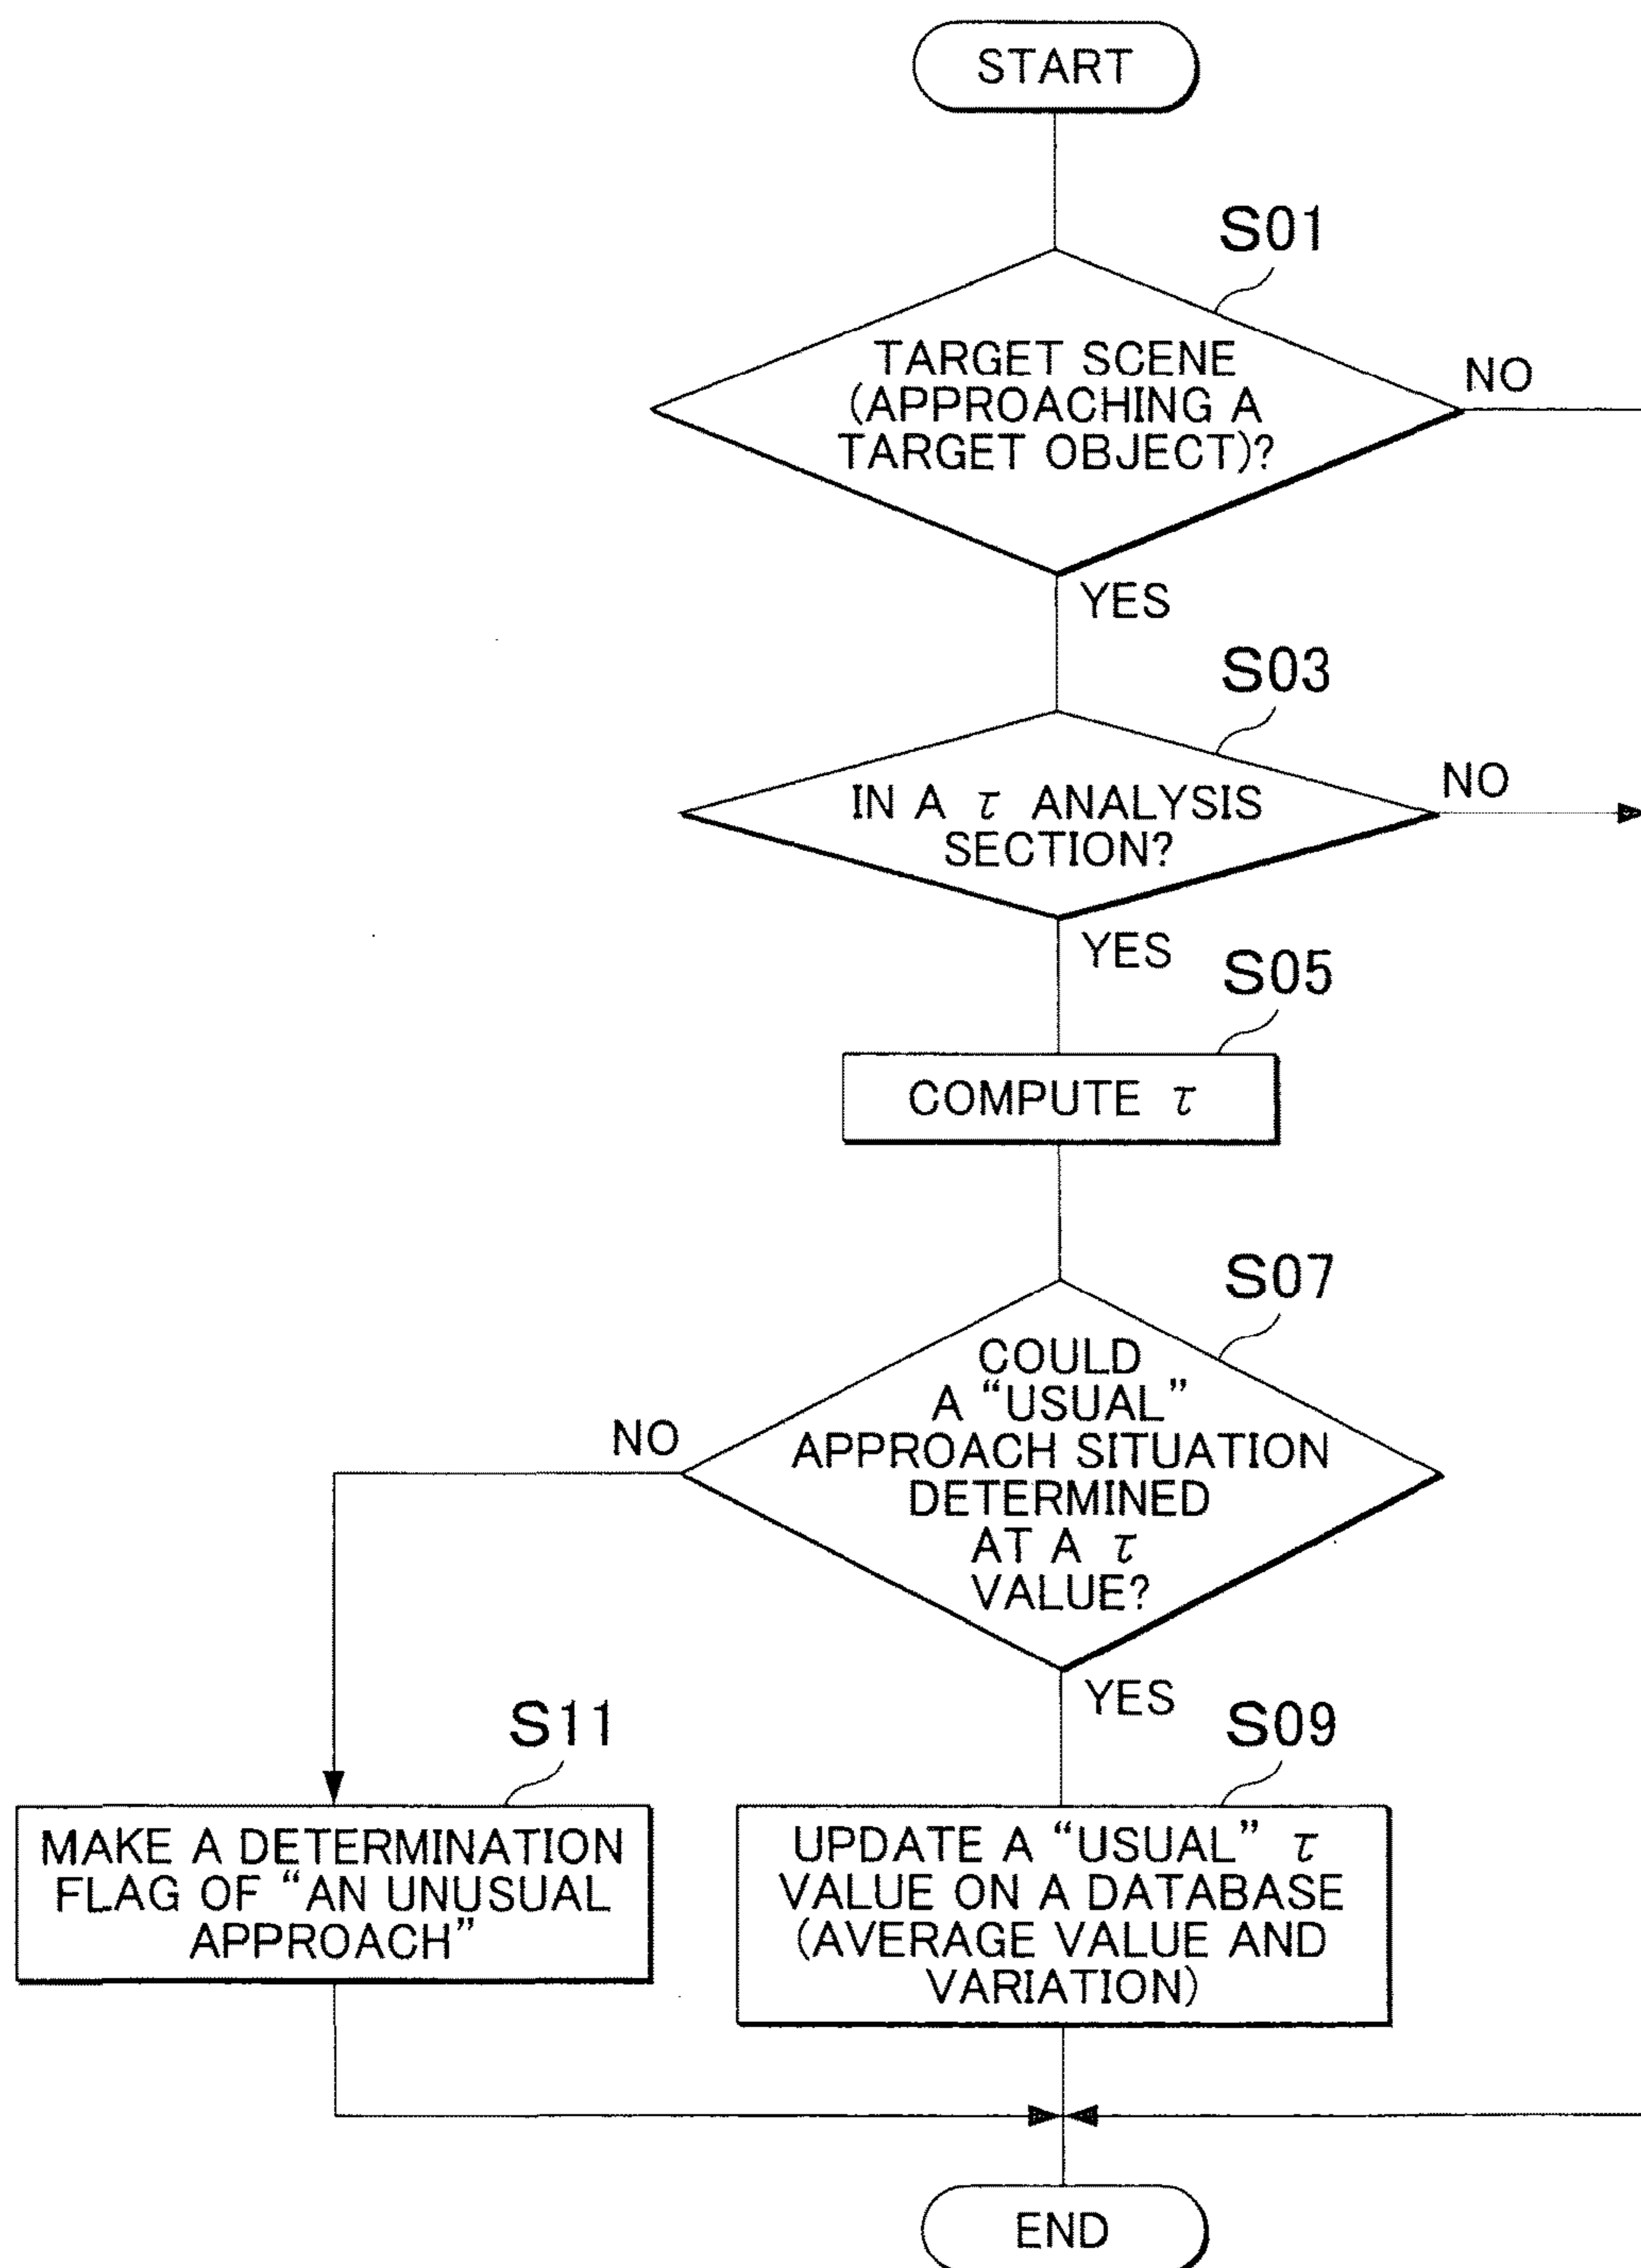 START
S01
TARGET SCENE
(APPROACHING A
TARGET OBJECT)?
NO
YES
S03
IN A τ ANALYSIS
SECTION?
NO
YES
S05
COMPUTE τ
S07
COULD
A “USUAL”
APPROACH SITUATION
DETERMINED
AT A τ
VALUE?
NO
YES
S11
MAKE A DETERMINATION
FLAG OF “AN UNUSUAL
APPROACH”
S09
UPDATE A “USUAL” τ
VALUE ON A DATABASE
(AVERAGE VALUE AND
VARIATION)
END